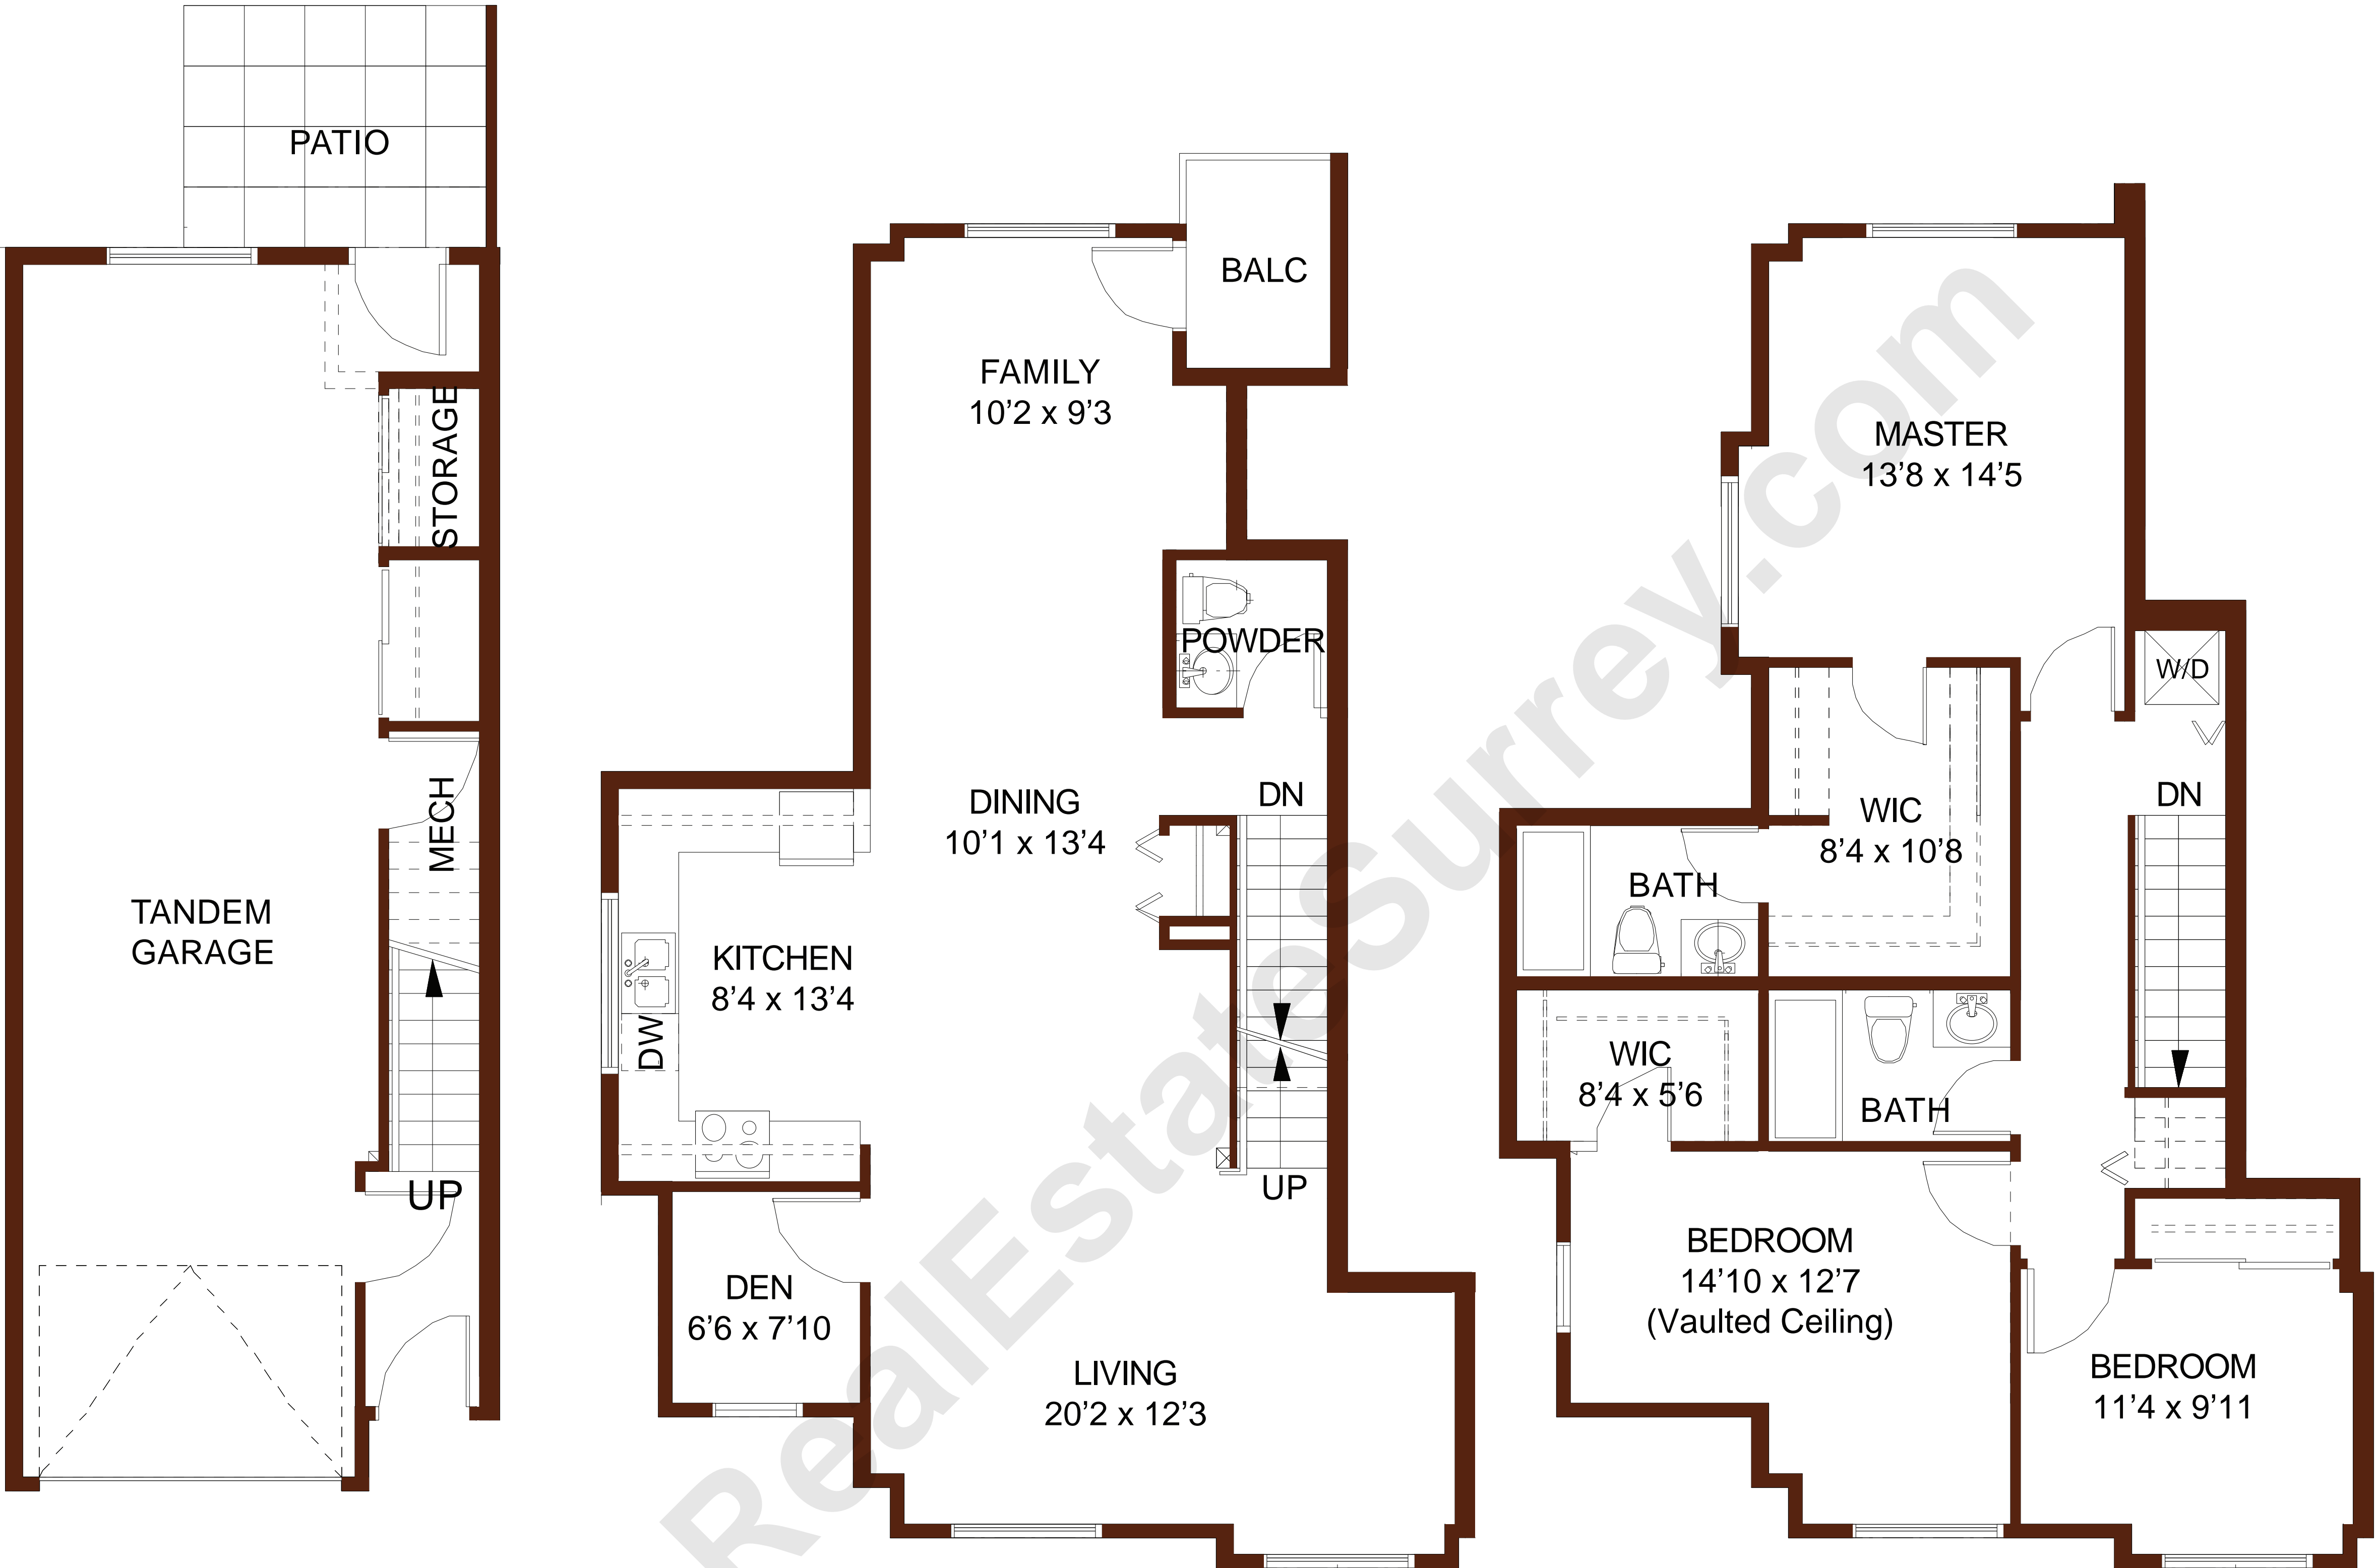 PATIO
STORAGE
MECH
TANDEM
GARAGE
UP
BALC
FAMILY
10’2 x 9’3
POWDER
DINING
10’1 x 13’4
DN
KITCHEN
8’4 x 13’4
DW
UP
DEN
6’6 x 7’10
LIVING
20’2 x 12’3
MASTER
13’8 x 14’5
W/D
WIC
8’4 x 10’8
DN
BATH
WIC
8’4 x 5’6
BATH
BEDROOM
14’10 x 12’7
(Vaulted Ceiling)
BEDROOM
11’4 x 9’11
RealEstateSurrey.com